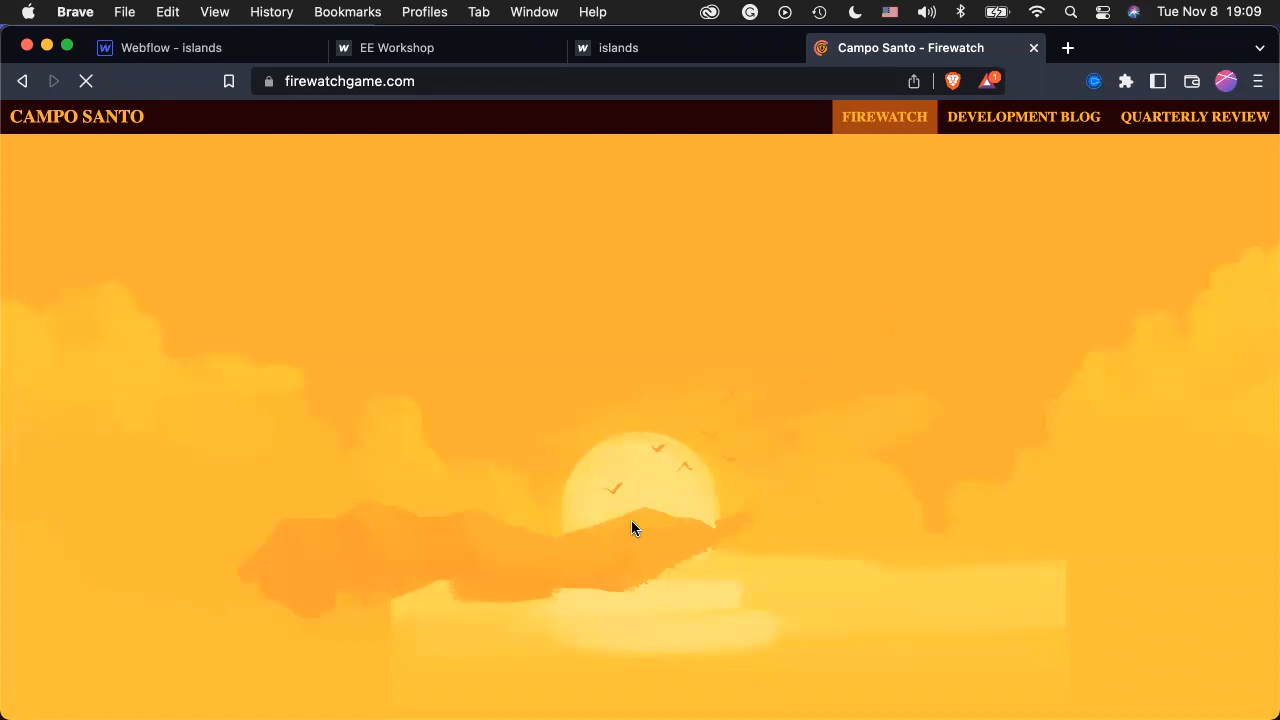 Brave File Edit View History Bookmarks Profiles Tab Window Help Tue Nov 8 19:09
Webflow - islands EE Workshop islands Campo Santo - Firewatch
firewatchgame.com 1
CAMPO SANTO FIREWATCH DEVELOPMENT BLOG QUARTERLY REVIEW